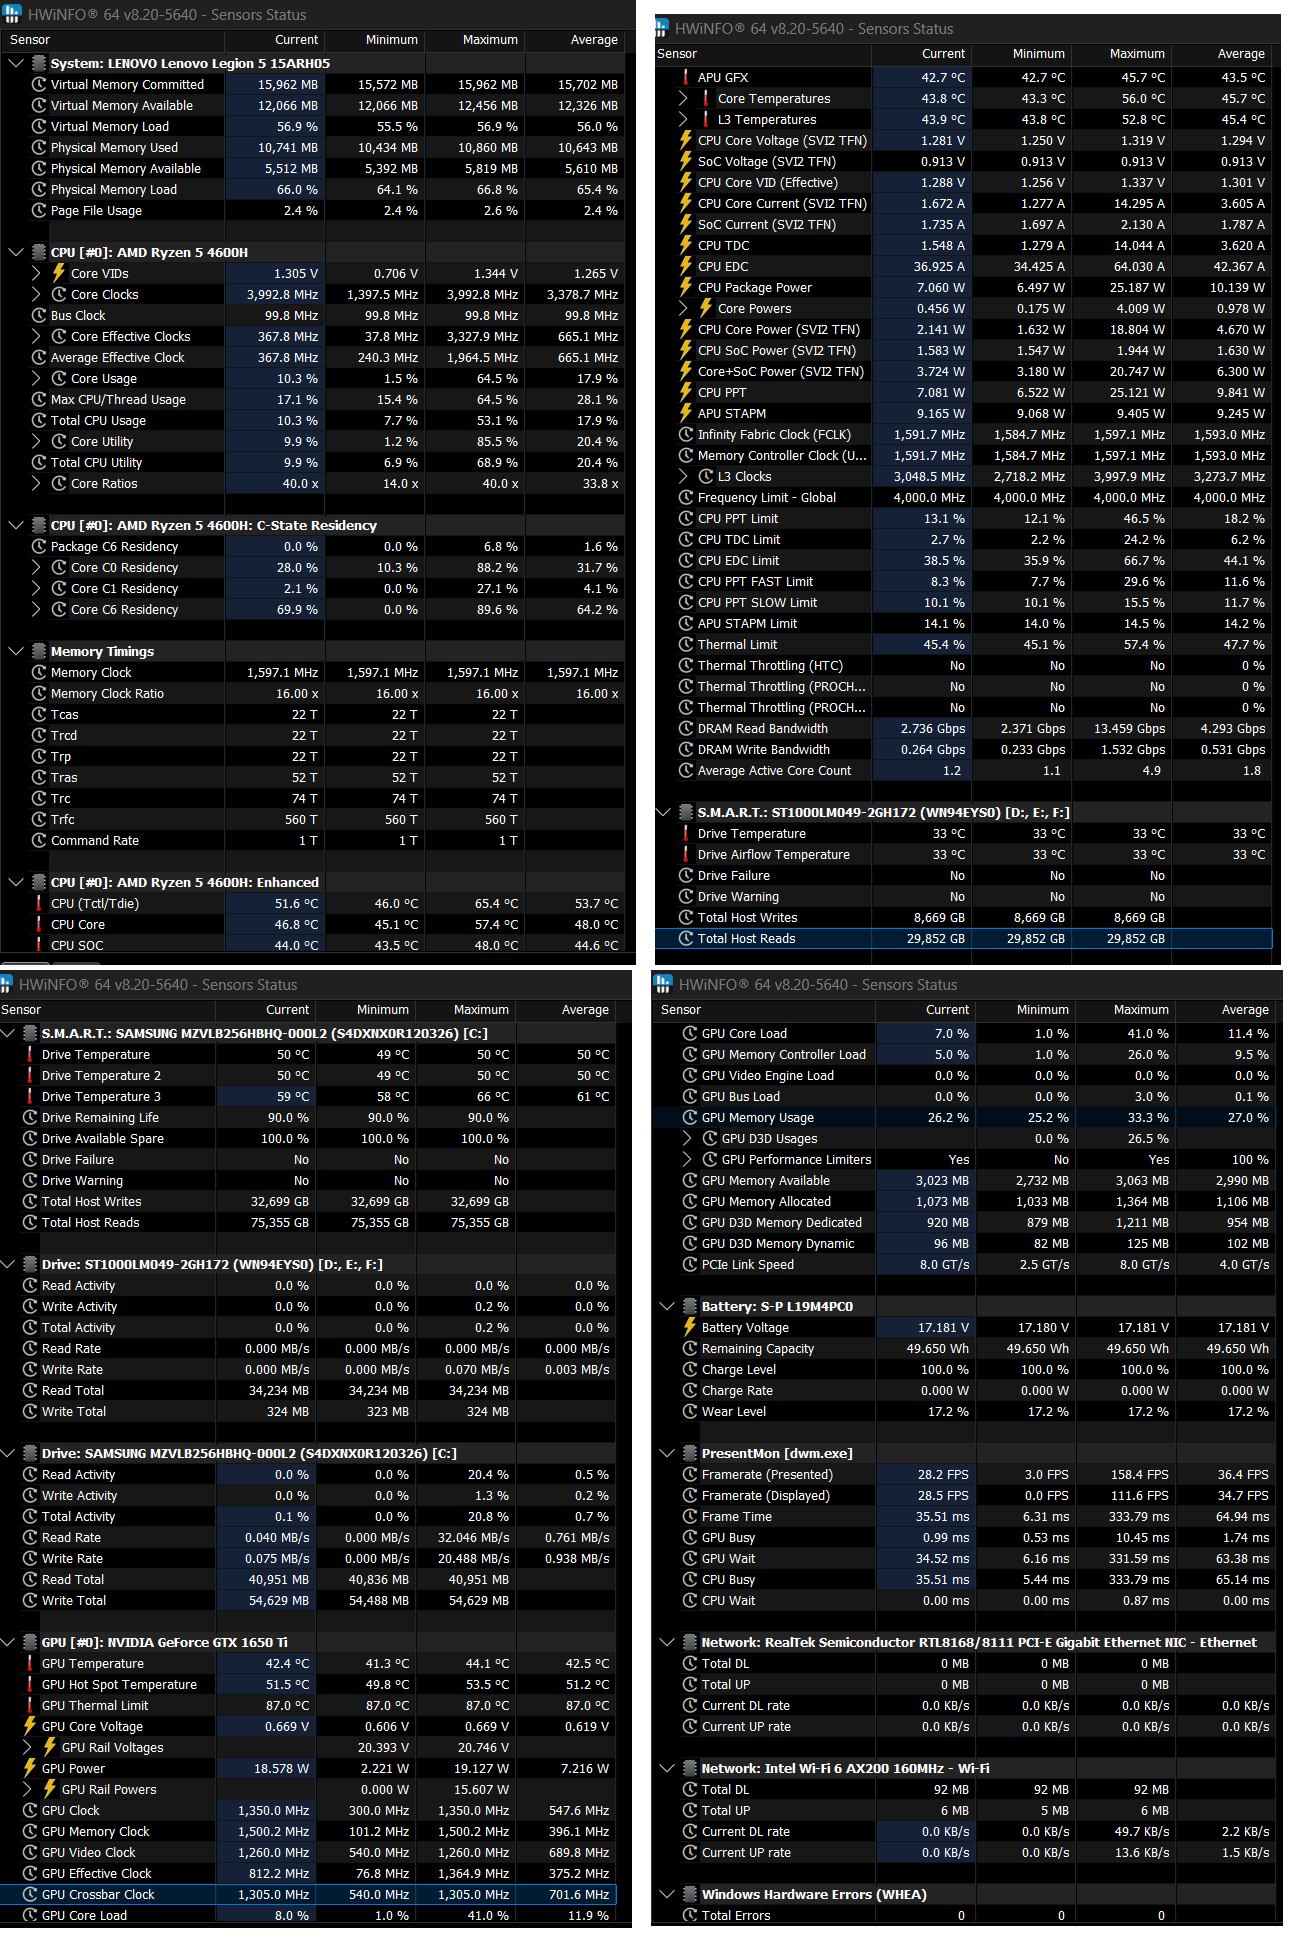 HWiNFO® 64 v8.20-5640 - Sensors Status
Sensor Current Minimum Maximum Average
System: LENOVO Lenovo Legion 5 15ARH05
Virtual Memory Committed 15,962 MB 15,572 MB 15,962 MB 15,702 MB
Virtual Memory Available 12,066 MB 12,066 MB 12,456 MB 12,326 MB
Virtual Memory Load 56.9 % 55.5 % 56.9 % 56.0 %
Physical Memory Used 10,741 MB 10,434 MB 10,860 MB 10,643 MB
Physical Memory Available 5,512 MB 5,392 MB 5,819 MB 5,610 MB
Physical Memory Load 66.0 % 64.1 % 66.8 % 65.4 %
Page File Usage 2.4 % 2.4 % 2.6 % 2.4 %
CPU [#0]: AMD Ryzen 5 4600H
Core VIDs 1.305 V 0.706 V 1.344 V 1.265 V
Core Clocks 3,992.8 MHz 1,397.5 MHz 3,992.8 MHz 3,378.7 MHz
Bus Clock 99.8 MHz 99.8 MHz 99.8 MHz 99.8 MHz
Core Effective Clocks 367.8 MHz 37.8 MHz 3,327.9 MHz 665.1 MHz
Average Effective Clock 367.8 MHz 240.3 MHz 1,964.5 MHz 665.1 MHz
Core Usage 10.3 % 1.5 % 64.5 % 17.9 %
Max CPU/Thread Usage 17.1 % 15.4 % 64.5 % 28.1 %
Total CPU Usage 10.3 % 7.7 % 53.1 % 17.9 %
Core Utility 9.9 % 1.2 % 85.5 % 20.4 %
Total CPU Utility 9.9 % 6.9 % 68.9 % 20.4 %
Core Ratios 40.0 x 14.0 x 40.0 x 33.8 x
CPU [#0]: AMD Ryzen 5 4600H: C-State Residency
Package C6 Residency 0.0 % 0.0 % 6.8 % 1.6 %
Core C0 Residency 28.0 % 10.3 % 88.2 % 31.7 %
Core C1 Residency 2.1 % 0.0 % 27.1 % 4.1 %
Core C6 Residency 69.9 % 0.0 % 89.6 % 64.2 %
Memory Timings
Memory Clock 1,597.1 MHz 1,597.1 MHz 1,597.1 MHz 1,597.1 MHz
Memory Clock Ratio 16.00 x 16.00 x 16.00 x 16.00 x
Tcas 22 T 22 T 22 T
Trcd 22 T 22 T 22 T
Trp 22 T 22 T 22 T
Tras 52 T 52 T 52 T
Trc 74 T 74 T 74 T
Trfc 560 T 560 T 560 T
Command Rate 1 T 1 T 1 T
CPU [#0]: AMD Ryzen 5 4600H: Enhanced
CPU (Tctl/Tdie) 51.6 °C 46.0 °C 65.4 °C 53.7 °C
CPU Core 46.8 °C 45.1 °C 57.4 °C 48.0 °C
CPU SOC 44.0 °C 43.5 °C 48.0 °C 44.6 °C
HWiNFO® 64 v8.20-5640 - Sensors Status
Sensor Current Minimum Maximum Average
APU GFX 42.7 °C 42.7 °C 45.7 °C 43.5 °C
Core Temperatures 43.8 °C 43.3 °C 56.0 °C 45.7 °C
L3 Temperatures 43.9 °C 43.8 °C 52.8 °C 45.4 °C
CPU Core Voltage (SVI2 TFN) 1.281 V 1.250 V 1.319 V 1.294 V
SoC Voltage (SVI2 TFN) 0.913 V 0.913 V 0.913 V 0.913 V
CPU Core VID (Effective) 1.288 V 1.256 V 1.337 V 1.301 V
CPU Core Current (SVI2 TFN) 1.672 A 1.277 A 14.295 A 3.605 A
SoC Current (SVI2 TFN) 1.735 A 1.697 A 2.130 A 1.787 A
CPU TDC 1.548 A 1.279 A 14.044 A 3.620 A
CPU EDC 36.925 A 34.425 A 64.030 A 42.367 A
CPU Package Power 7.060 W 6.497 W 25.187 W 10.139 W
Core Powers 0.456 W 0.175 W 4.009 W 0.978 W
CPU Core Power (SVI2 TFN) 2.141 W 1.632 W 18.804 W 4.670 W
CPU SoC Power (SVI2 TFN) 1.583 W 1.547 W 1.944 W 1.630 W
Core+SoC Power (SVI2 TFN) 3.724 W 3.180 W 20.747 W 6.300 W
CPU PPT 7.081 W 6.522 W 25.121 W 9.841 W
APU STAPM 9.165 W 9.068 W 9.405 W 9.245 W
Infinity Fabric Clock (FCLK) 1,591.7 MHz 1,584.7 MHz 1,597.1 MHz 1,593.0 MHz
Memory Controller Clock (U... 1,591.7 MHz 1,584.7 MHz 1,597.1 MHz 1,593.0 MHz
L3 Clocks 3,048.5 MHz 2,718.2 MHz 3,997.9 MHz 3,273.7 MHz
Frequency Limit - Global 4,000.0 MHz 4,000.0 MHz 4,000.0 MHz 4,000.0 MHz
CPU PPT Limit 13.1 % 12.1 % 46.5 % 18.2 %
CPU TDC Limit 2.7 % 2.2 % 24.2 % 6.2 %
CPU EDC Limit 38.5 % 35.9 % 66.7 % 44.1 %
CPU PPT FAST Limit 8.3 % 7.7 % 29.6 % 11.6 %
CPU PPT SLOW Limit 10.1 % 10.1 % 15.5 % 11.7 %
APU STAPM Limit 14.1 % 14.0 % 14.5 % 14.2 %
Thermal Limit 45.4 % 45.1 % 57.4 % 47.7 %
Thermal Throttling (HTC) No No No 0 %
Thermal Throttling (PROCH... No No No 0 %
Thermal Throttling (PROCH... No No No 0 %
DRAM Read Bandwidth 2.736 Gbps 2.371 Gbps 13.459 Gbps 4.293 Gbps
DRAM Write Bandwidth 0.264 Gbps 0.233 Gbps 1.532 Gbps 0.531 Gbps
Average Active Core Count 1.2 1.1 4.9 1.8
S.M.A.R.T.: ST1000LM049-2GH172 (WN94EYS0) [D:, E:, F:]
Drive Temperature 33 °C 33 °C 33 °C 33 °C
Drive Airflow Temperature 33 °C 33 °C 33 °C 33 °C
Drive Failure No No No
Drive Warning No No No
Total Host Writes 8,669 GB 8,669 GB 8,669 GB
Total Host Reads 29,852 GB 29,852 GB 29,852 GB
HWiNFO® 64 v8.20-5640 - Sensors Status
Sensor Current Minimum Maximum Average
S.M.A.R.T.: SAMSUNG MZVLB256HBHQ-000L2 (S4DXNX0R120326) [C:]
Drive Temperature 50 °C 49 °C 50 °C 50 °C
Drive Temperature 2 50 °C 49 °C 50 °C 50 °C
Drive Temperature 3 59 °C 58 °C 66 °C 61 °C
Drive Remaining Life 90.0 % 90.0 % 90.0 %
Drive Available Spare 100.0 % 100.0 % 100.0 %
Drive Failure No No No
Drive Warning No No No
Total Host Writes 32,699 GB 32,699 GB 32,699 GB
Total Host Reads 75,355 GB 75,355 GB 75,355 GB
Drive: ST1000LM049-2GH172 (WN94EYS0) [D:, E:, F:]
Read Activity 0.0 % 0.0 % 0.0 % 0.0 %
Write Activity 0.0 % 0.0 % 0.2 % 0.0 %
Total Activity 0.0 % 0.0 % 0.2 % 0.0 %
Read Rate 0.000 MB/s 0.000 MB/s 0.000 MB/s 0.000 MB/s
Write Rate 0.000 MB/s 0.000 MB/s 0.070 MB/s 0.003 MB/s
Read Total 34,234 MB 34,234 MB 34,234 MB
Write Total 324 MB 323 MB 324 MB
Drive: SAMSUNG MZVLB256HBHQ-000L2 (S4DXNX0R120326) [C:]
Read Activity 0.0 % 0.0 % 20.4 % 0.5 %
Write Activity 0.0 % 0.0 % 1.3 % 0.2 %
Total Activity 0.1 % 0.0 % 20.8 % 0.7 %
Read Rate 0.040 MB/s 0.000 MB/s 32.046 MB/s 0.761 MB/s
Write Rate 0.075 MB/s 0.000 MB/s 20.488 MB/s 0.938 MB/s
Read Total 40,951 MB 40,836 MB 40,951 MB
Write Total 54,629 MB 54,488 MB 54,629 MB
GPU [#0]: NVIDIA GeForce GTX 1650 Ti
GPU Temperature 42.4 °C 41.3 °C 44.1 °C 42.5 °C
GPU Hot Spot Temperature 51.5 °C 49.8 °C 53.5 °C 51.2 °C
GPU Thermal Limit 87.0 °C 87.0 °C 87.0 °C 87.0 °C
GPU Core Voltage 0.669 V 0.606 V 0.669 V 0.619 V
GPU Rail Voltages 20.393 V 20.746 V
GPU Power 18.578 W 2.221 W 19.127 W 7.216 W
GPU Rail Powers 0.000 W 15.607 W
GPU Clock 1,350.0 MHz 300.0 MHz 1,350.0 MHz 547.6 MHz
GPU Memory Clock 1,500.2 MHz 101.2 MHz 1,500.2 MHz 396.1 MHz
GPU Video Clock 1,260.0 MHz 540.0 MHz 1,260.0 MHz 689.8 MHz
GPU Effective Clock 812.2 MHz 76.8 MHz 1,364.9 MHz 375.2 MHz
GPU Crossbar Clock 1,305.0 MHz 540.0 MHz 1,305.0 MHz 701.6 MHz
GPU Core Load 8.0 % 1.0 % 41.0 % 11.9 %
HWiNFO® 64 v8.20-5640 - Sensors Status
Sensor Current Minimum Maximum Average
GPU Core Load 7.0 % 1.0 % 41.0 % 11.4 %
GPU Memory Controller Load 5.0 % 1.0 % 26.0 % 9.5 %
GPU Video Engine Load 0.0 % 0.0 % 0.0 % 0.0 %
GPU Bus Load 0.0 % 0.0 % 3.0 % 0.1 %
GPU Memory Usage 26.2 % 25.2 % 33.3 % 27.0 %
GPU D3D Usages 0.0 % 26.5 %
GPU Performance Limiters Yes No Yes 100 %
GPU Memory Available 3,023 MB 2,732 MB 3,063 MB 2,990 MB
GPU Memory Allocated 1,073 MB 1,033 MB 1,364 MB 1,106 MB
GPU D3D Memory Dedicated 920 MB 879 MB 1,211 MB 954 MB
GPU D3D Memory Dynamic 96 MB 82 MB 125 MB 102 MB
PCIe Link Speed 8.0 GT/s 2.5 GT/s 8.0 GT/s 4.0 GT/s
Battery: S-P L19M4PC0
Battery Voltage 17.181 V 17.180 V 17.181 V 17.181 V
Remaining Capacity 49.650 Wh 49.650 Wh 49.650 Wh 49.650 Wh
Charge Level 100.0 % 100.0 % 100.0 % 100.0 %
Charge Rate 0.000 W 0.000 W 0.000 W 0.000 W
Wear Level 17.2 % 17.2 % 17.2 % 17.2 %
PresentMon [dwm.exe]
Framerate (Presented) 28.2 FPS 3.0 FPS 158.4 FPS 36.4 FPS
Framerate (Displayed) 28.5 FPS 0.0 FPS 111.6 FPS 34.7 FPS
Frame Time 35.51 ms 6.31 ms 333.79 ms 64.94 ms
GPU Busy 0.99 ms 0.53 ms 10.45 ms 1.74 ms
GPU Wait 34.52 ms 6.16 ms 331.59 ms 63.38 ms
CPU Busy 35.51 ms 5.44 ms 333.79 ms 65.14 ms
CPU Wait 0.00 ms 0.00 ms 0.87 ms 0.00 ms
Network: RealTek Semiconductor RTL8168/8111 PCI-E Gigabit Ethernet NIC - Ethernet
Total DL 0 MB 0 MB 0 MB
Total UP 0 MB 0 MB 0 MB
Current DL rate 0.0 KB/s 0.0 KB/s 0.0 KB/s 0.0 KB/s
Current UP rate 0.0 KB/s 0.0 KB/s 0.0 KB/s 0.0 KB/s
Network: Intel Wi-Fi 6 AX200 160MHz - Wi-Fi
Total DL 92 MB 92 MB 92 MB
Total UP 6 MB 5 MB 6 MB
Current DL rate 0.0 KB/s 0.0 KB/s 49.7 KB/s 2.2 KB/s
Current UP rate 0.0 KB/s 0.0 KB/s 13.6 KB/s 1.5 KB/s
Windows Hardware Errors (WHEA)
Total Errors 0 0 0